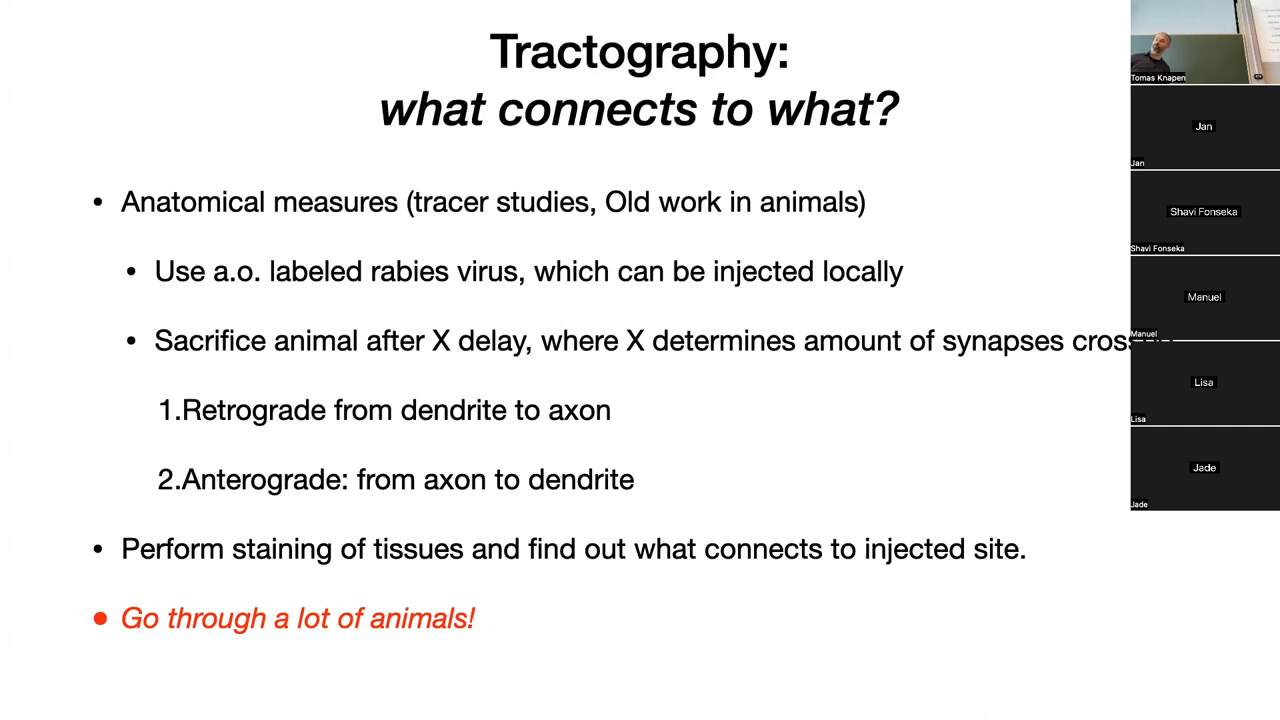 Tractography:
what connects to what?
• Anatomical measures (tracer studies, Old work in animals)
• Use a.o. labeled rabies virus, which can be injected locally
• Sacrifice animal after X delay, where X determines amount of synapses
1.Retrograde from dendrite to axon
2.Anterograde: from axon to dendrite
• Perform staining of tissues and find out what connects to injected site.
• Go through a lot of animals!
Tomas Knapen
Jan
Jan
Shavi Fonseka
Shavi Fonseka
Manuel
Manuel
Lisa
Lisa
Jade
Jade